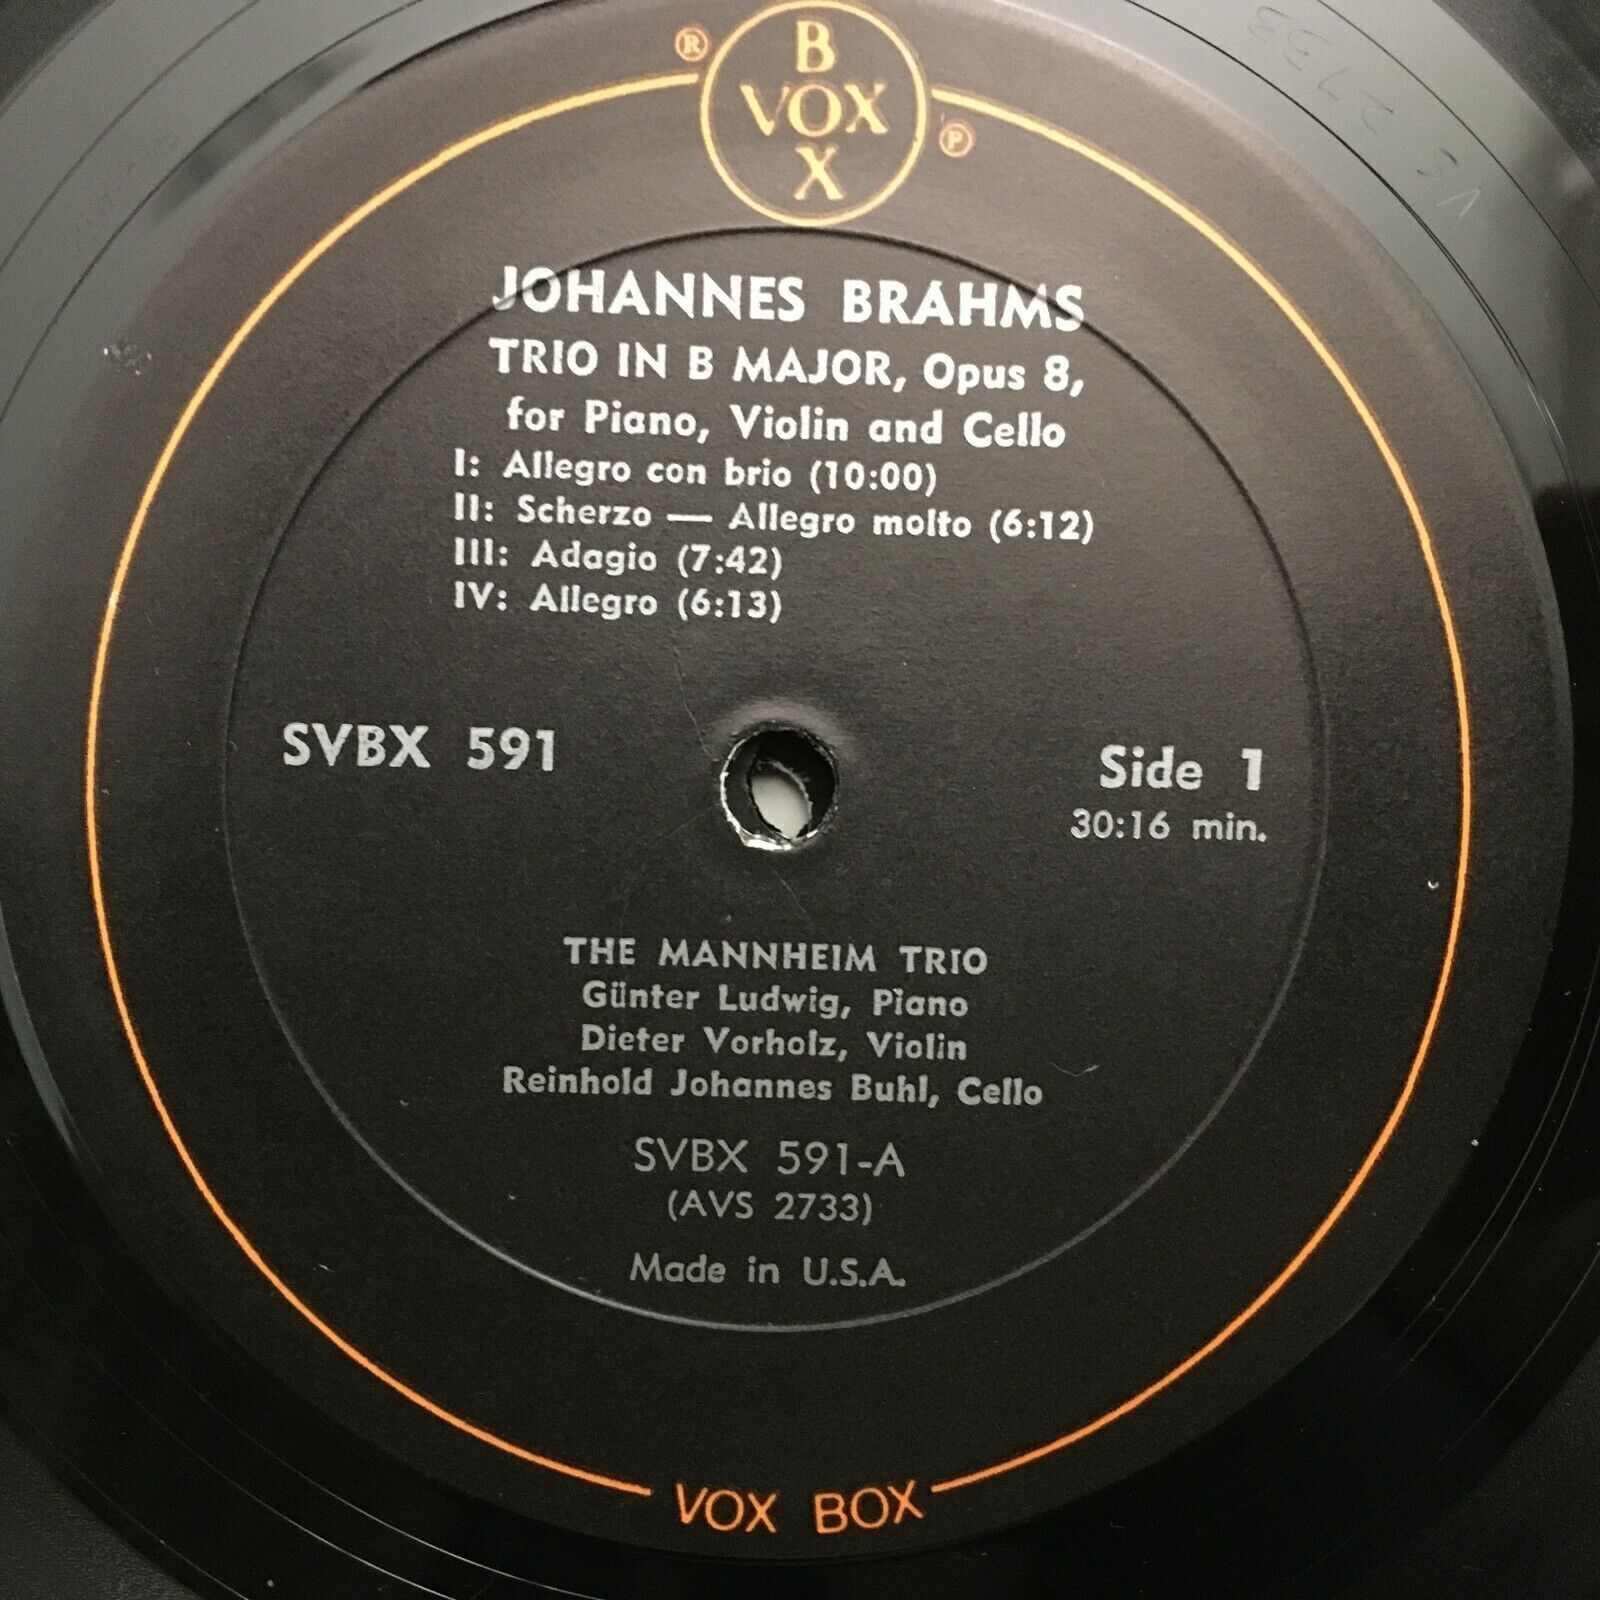 B
VOX
X
® ℗
JOHANNES BRAHMS
TRIO IN B MAJOR, Opus 8,
for Piano, Violin and Cello
I: Allegro con brio (10:00)
II: Scherzo — Allegro molto (6:12)
III: Adagio (7:42)
IV: Allegro (6:13)
SVBX 591
Side 1
30:16 min.
THE MANNHEIM TRIO
Günter Ludwig, Piano
Dieter Vorholz, Violin
Reinhold Johannes Buhl, Cello
SVBX 591-A
(AVS 2733)
Made in U.S.A.
VOX BOX